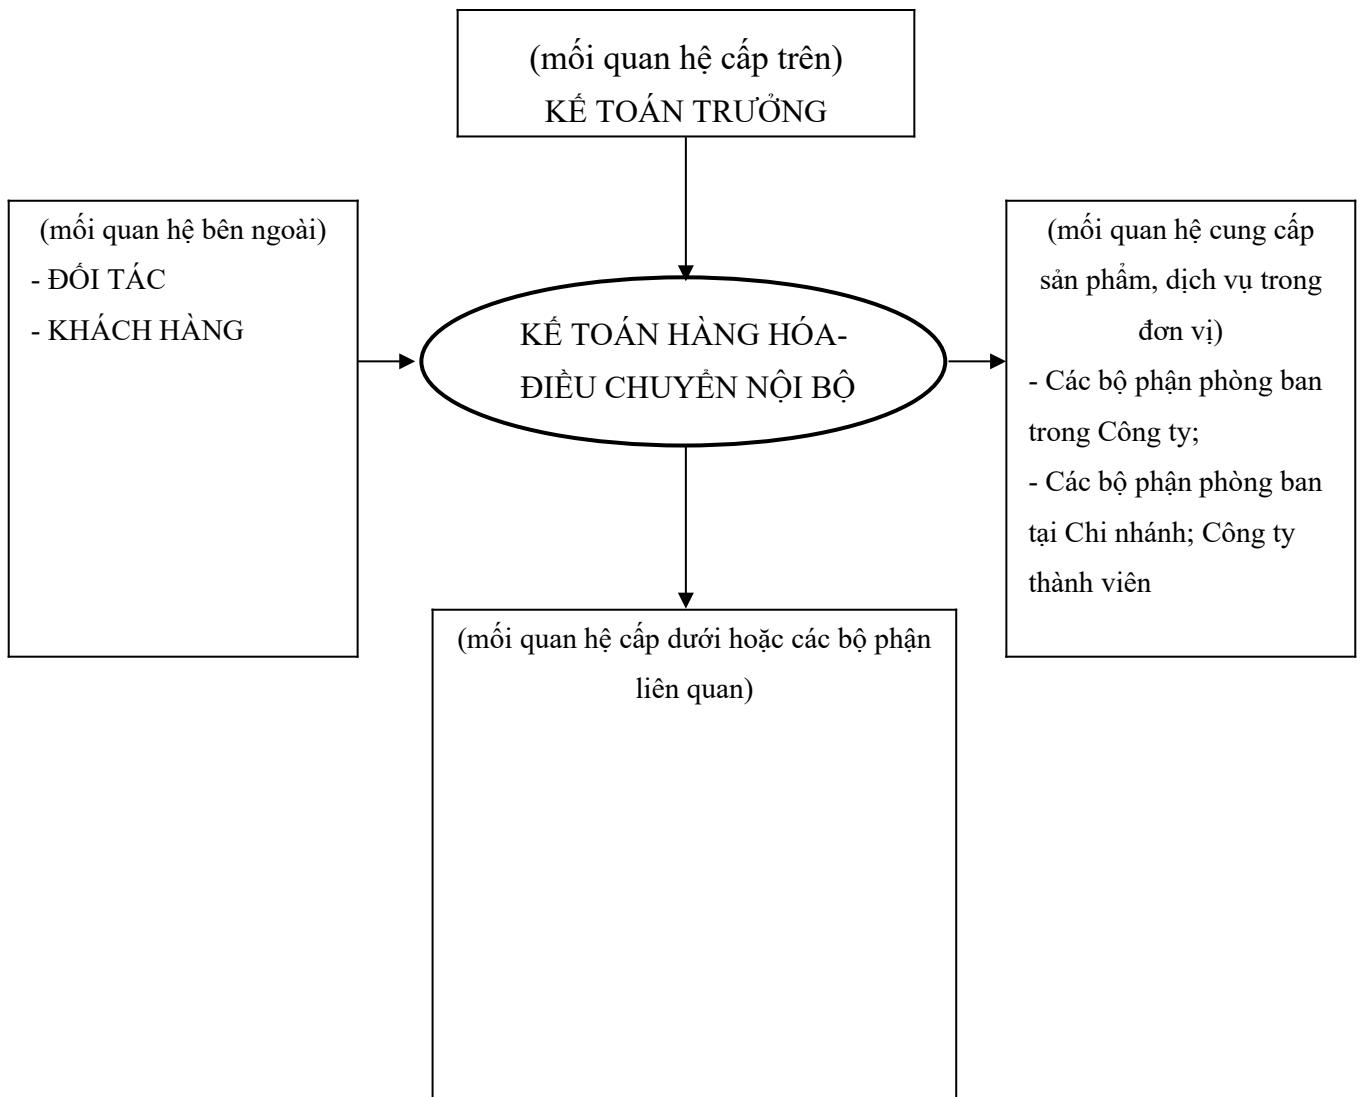 (mối quan hệ cấp trên)
KẾ TOÁN TRƯỞNG
(mối quan hệ bên ngoài)
- ĐỐI TÁC
- KHÁCH HÀNG
KẾ TOÁN HÀNG HÓA-
ĐIỀU CHUYỂN NỘI BỘ
(mối quan hệ cung cấp
sản phẩm, dịch vụ trong
đơn vị)
- Các bộ phận phòng ban
trong Công ty;
- Các bộ phận phòng ban
tại Chi nhánh; Công ty
thành viên
(mối quan hệ cấp dưới hoặc các bộ phận
liên quan)